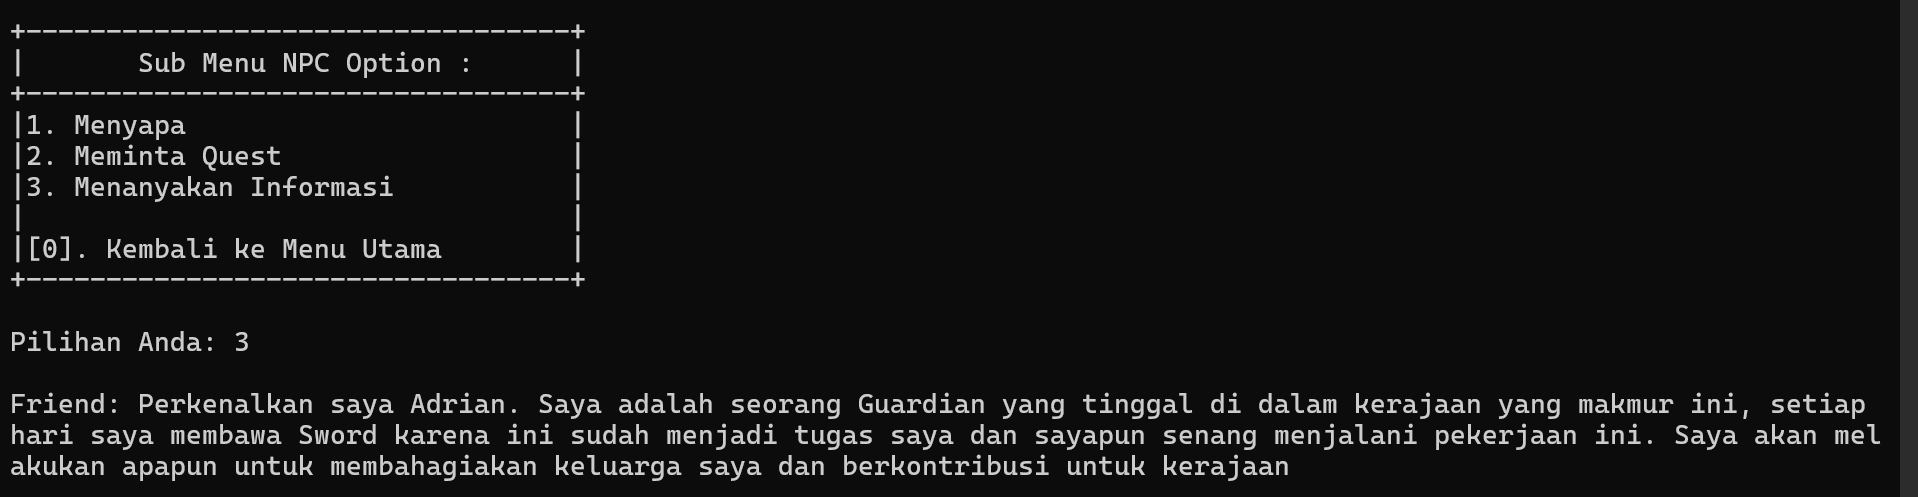 +----------------------------------+
|       Sub Menu NPC Option :      |
+----------------------------------+
|1. Menyapa                        |
|2. Meminta Quest                  |
|3. Menanyakan Informasi           |
|                                  |
|[0]. Kembali ke Menu Utama        |
+----------------------------------+
Pilihan Anda: 3
Friend: Perkenalkan saya Adrian. Saya adalah seorang Guardian yang tinggal di dalam kerajaan yang makmur ini, setiap
hari saya membawa Sword karena ini sudah menjadi tugas saya dan sayapun senang menjalani pekerjaan ini. Saya akan mel
akukan apapun untuk membahagiakan keluarga saya dan berkontribusi untuk kerajaan